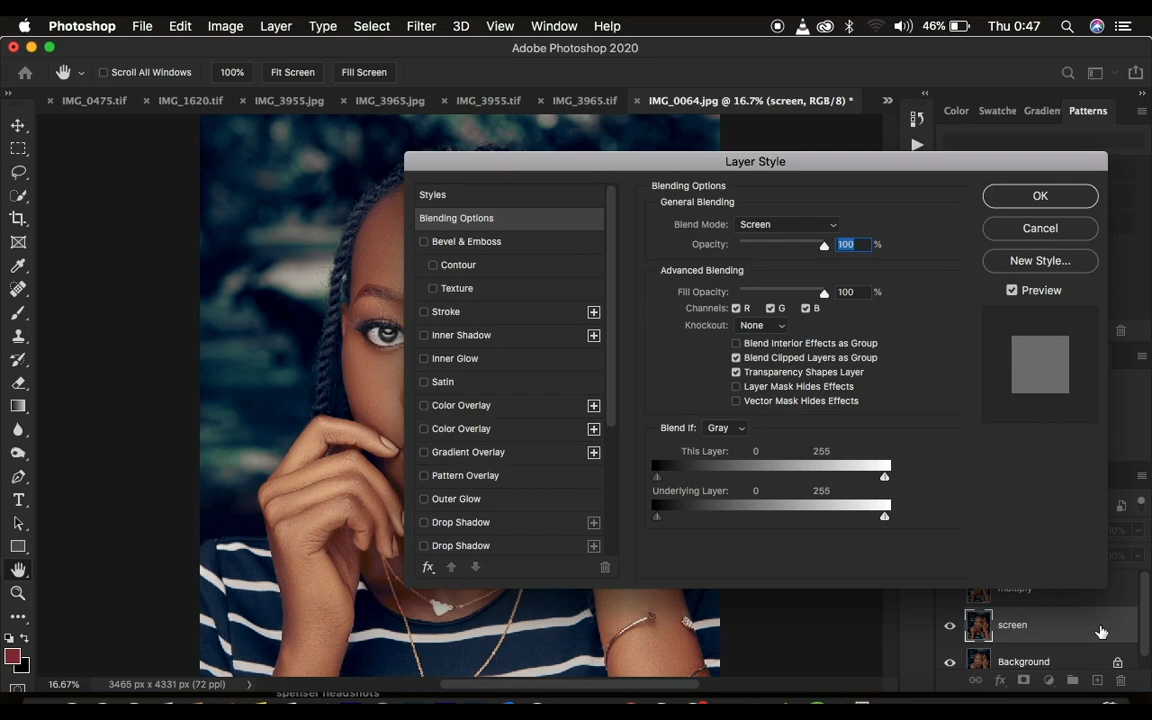 Photoshop File Edit Image Layer Type Select Filter 3D View Window Help 46% Thu 0:47
Adobe Photoshop 2020
Scroll All Windows 100% Fit Screen Fill Screen
IMG_0475.tif IMG_1620.tif IMG_3955.jpg IMG_3965.jpg IMG_3955.tif IMG_3965.tif IMG_0064.jpg @ 16.7% (screen, RGB/8) *
Color Swatche Gradien Patterns
Layer Style
Styles
Blending Options
Bevel & Emboss
Contour
Texture
Stroke
Inner Shadow
Inner Glow
Satin
Color Overlay
Color Overlay
Gradient Overlay
Pattern Overlay
Outer Glow
Drop Shadow
Drop Shadow
fx
Blending Options
General Blending
Blend Mode: Screen
Opacity: 100 %
Advanced Blending
Fill Opacity: 100 %
Channels: R G B
Knockout: None
Blend Interior Effects as Group
Blend Clipped Layers as Group
Transparency Shapes Layer
Layer Mask Hides Effects
Vector Mask Hides Effects
Blend If: Gray
This Layer: 0 255
Underlying Layer: 0 255
OK
Cancel
New Style...
Preview
multiply
screen
Background
fx
16.67% 3465 px x 4331 px (72 ppi)
spenser headshots